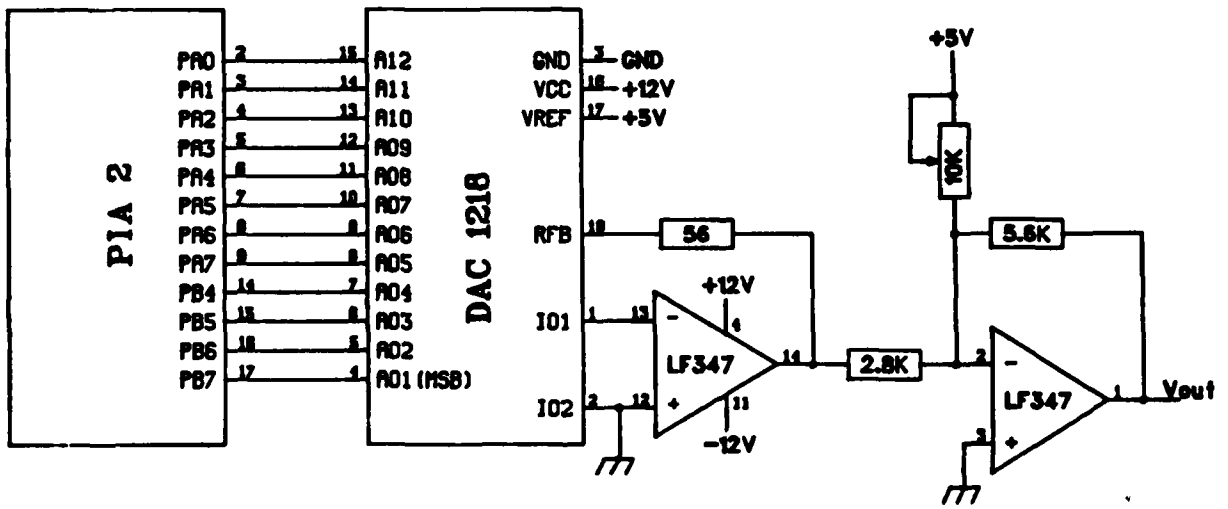 PIA 2
PA0 2
PA1 3
PA2 4
PA3 5
PA4 6
PA5 7
PA6 8
PA7 9
PB4 14
PB5 15
PB6 16
PB7 17
DAC 1218
15 A12
14 A11
13 A10
12 A09
11 A08
10 A07
9 A06
8 A05
7 A04
6 A03
5 A02
4 A01(MSB)
GND 3 GND
VCC 18 +12V
VREF 17 +5V
RFB 19 56
IO1 1 13 -
IO2 2 12 +
+12V
4
LF347 14
11
-12V
2.8K
+5V
10K
5.6K
2 -
LF347 1 Vout
3 +